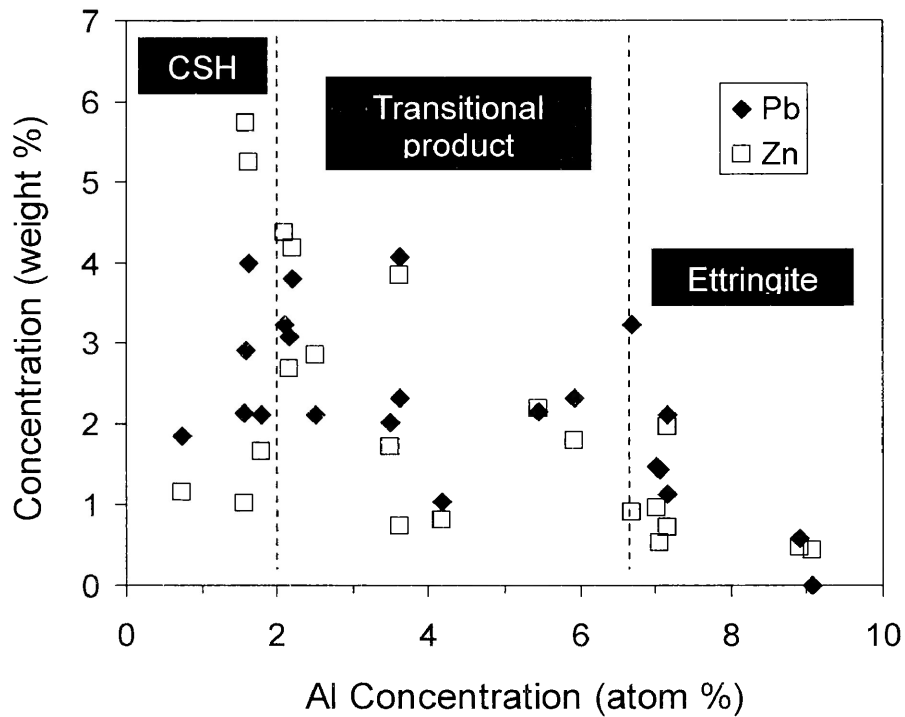 7
6
5
4
3
2
1
0
Concentration (weight %)
CSH
Transitional
product
Pb
Zn
Ettringite
0 2 4 6 8 10
Al Concentration (atom %)